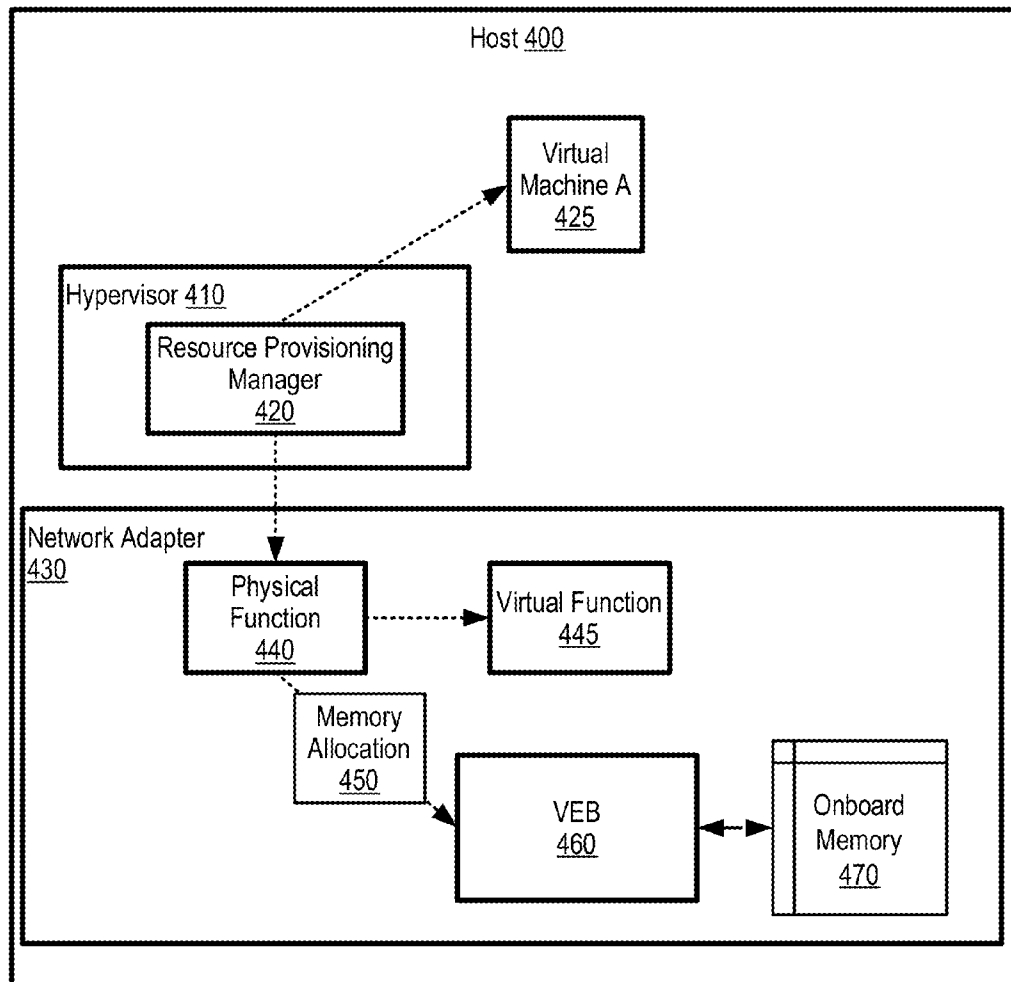 Host 400
Virtual
Machine A
425
Hypervisor 410
Resource Provisioning
Manager
420
Network Adapter
430
Physical
Function
440
Virtual Function
445
Memory
Allocation
450
VEB
460
Onboard
Memory
470